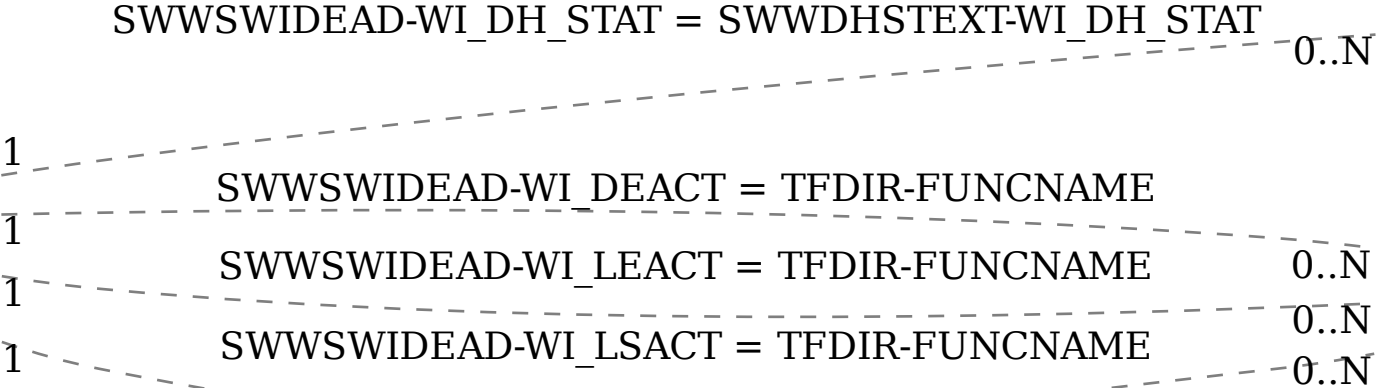 SWWSWIDEAD-WI_DH_STAT = SWWDHSTEXT-WI_DH_STAT
0..N
1
SWWSWIDEAD-WI_DEACT = TFDIR-FUNCNAME
1
SWWSWIDEAD-WI_LEACT = TFDIR-FUNCNAME
0..N
1
0..N
SWWSWIDEAD-WI_LSACT = TFDIR-FUNCNAME
1
0..N